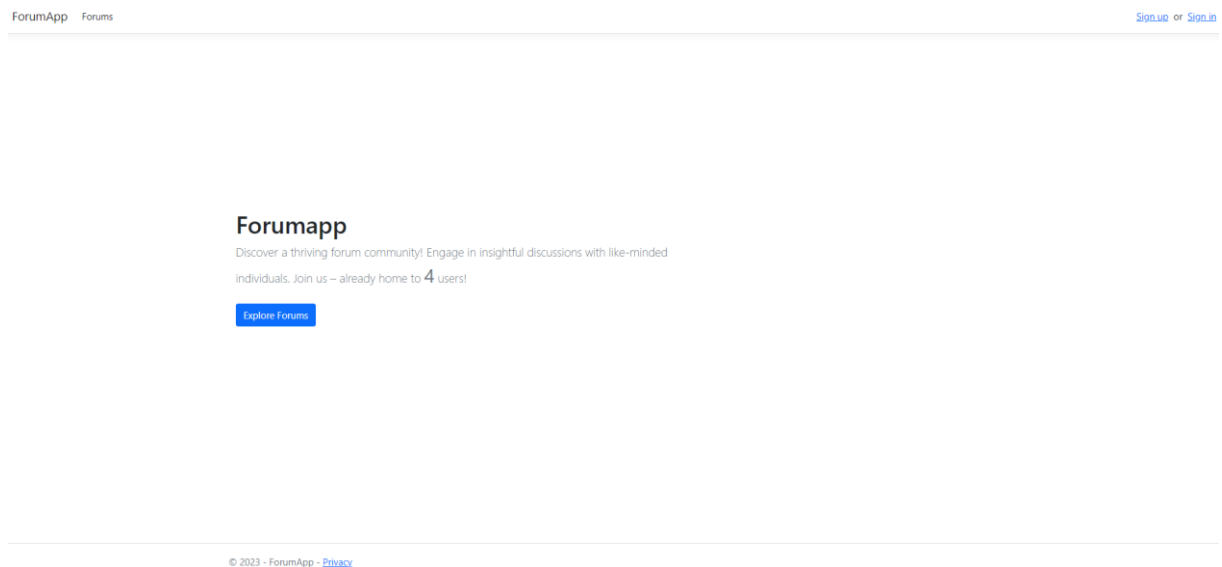 ForumApp Forums Sign up or Sign in
Forumapp
Discover a thriving forum community! Engage in insightful discussions with like-minded
individuals. Join us – already home to 4 users!
Explore Forums
© 2023 - ForumApp - Privacy